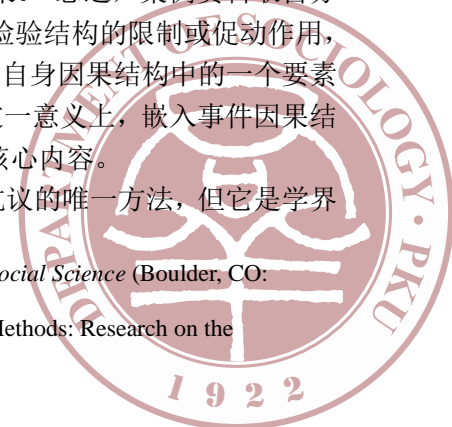 检验结构的限制或促动作用，
自身因果结构中的一个要素
一意义上，嵌入事件因果结
核心内容。
议的唯一方法，但它是学界
ocial Science (Boulder, CO:
Methods: Research on the
DEPARTMENT OF SOCIOLOGY · PKU
1922